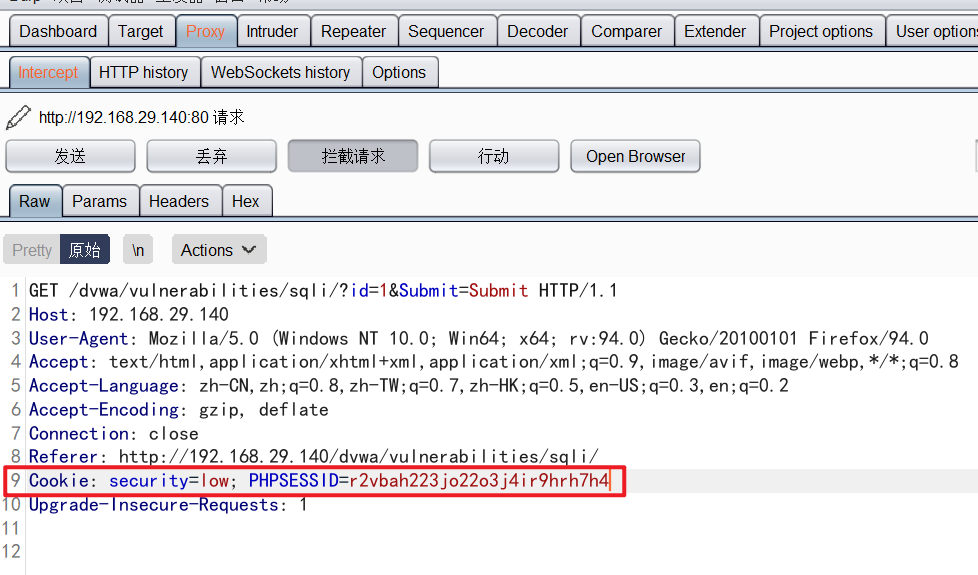 Dashboard Target Proxy Intruder Repeater Sequencer Decoder Comparer Extender Project options User option
Intercept HTTP history WebSockets history Options
http://192.168.29.140:80 请求
发送 丢弃 拦截请求 行动 Open Browser
Raw Params Headers Hex
Pretty 原始 \n Actions
1 GET /dvwa/vulnerabilities/sqli/?id=1&Submit=Submit HTTP/1.1
2 Host: 192.168.29.140
3 User-Agent: Mozilla/5.0 (Windows NT 10.0; Win64; x64; rv:94.0) Gecko/20100101 Firefox/94.0
4 Accept: text/html,application/xhtml+xml,application/xml;q=0.9,image/avif,image/webp,*/*;q=0.8
5 Accept-Language: zh-CN,zh;q=0.8,zh-TW;q=0.7,zh-HK;q=0.5,en-US;q=0.3,en;q=0.2
6 Accept-Encoding: gzip, deflate
7 Connection: close
8 Referer: http://192.168.29.140/dvwa/vulnerabilities/sqli/
9 Cookie: security=low; PHPSESSID=r2vbah223jo22o3j4ir9hrh7h4
10 Upgrade-Insecure-Requests: 1
11
12